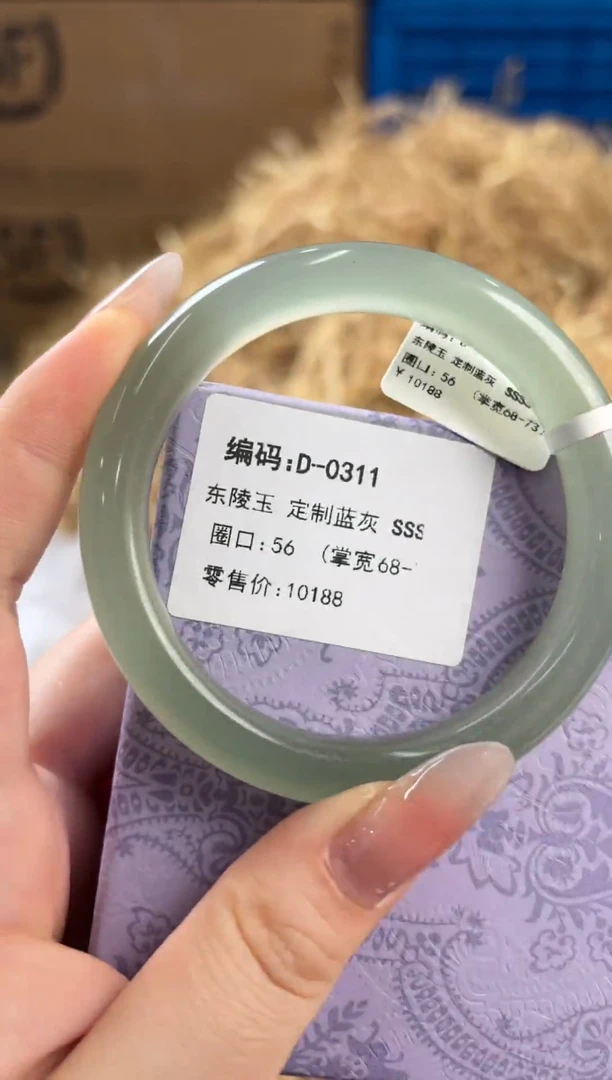 东陵玉 定制蓝灰 SSS
圈口: 56 (掌宽68-73)
¥ 10188
编码:D-0311
东陵玉 定制蓝灰 SSS
圈口:56 (掌宽68-
零售价:10188